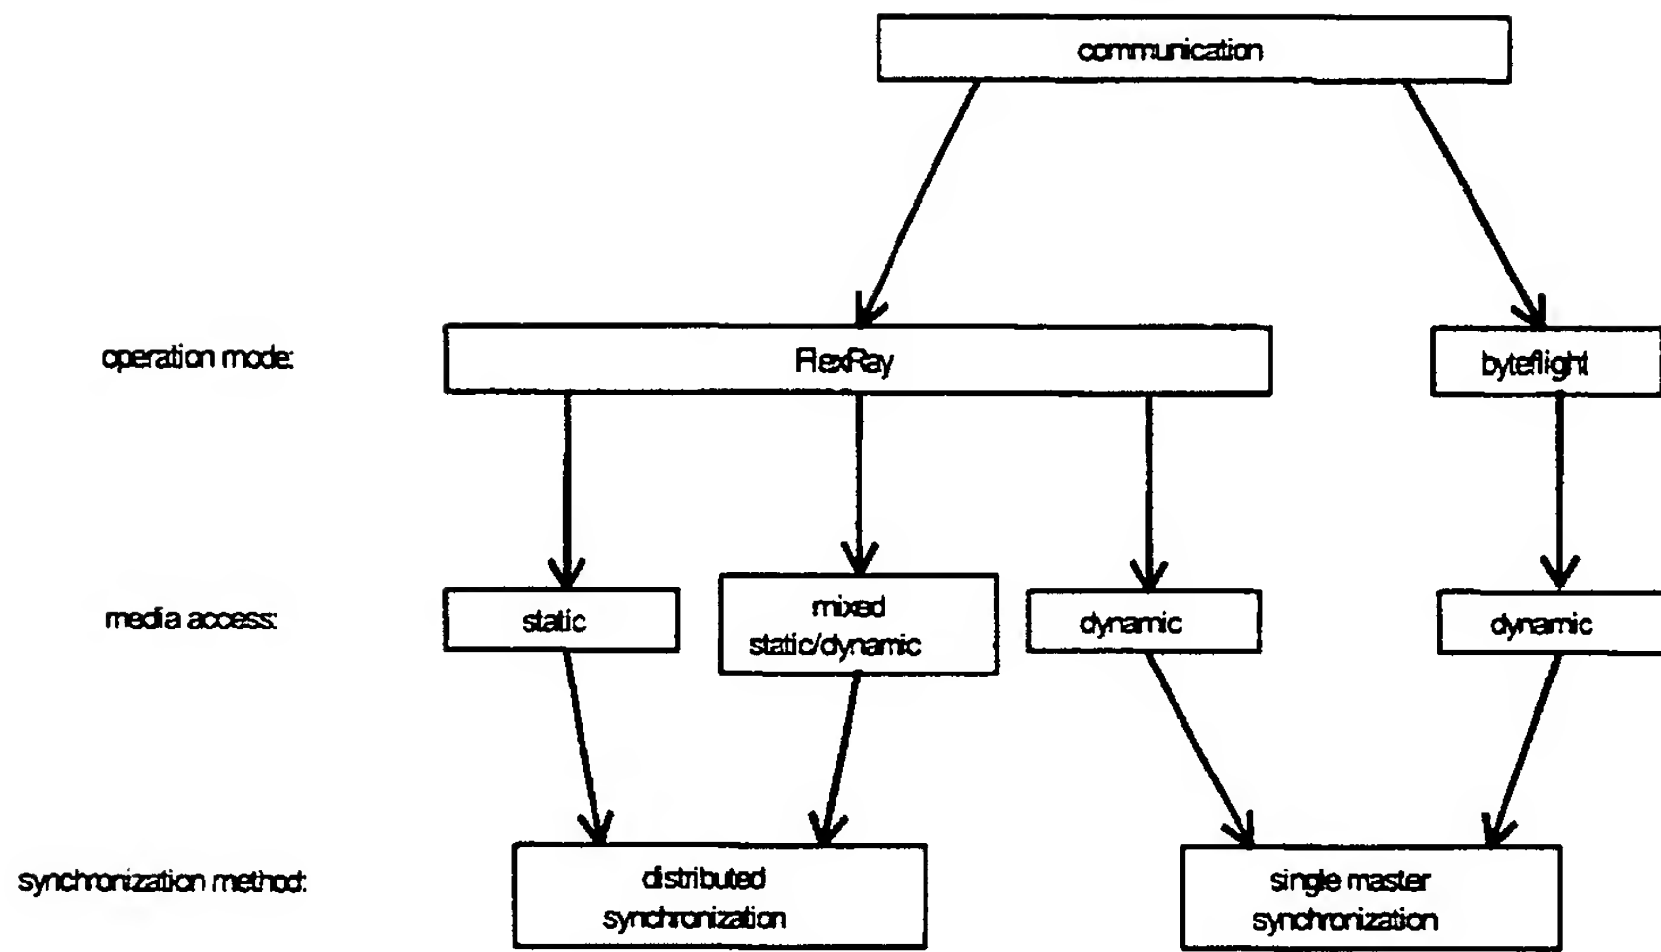 communication
operation mode:
FlexRay
byteflight
media access:
static
mixed
static/dynamic
dynamic
dynamic
synchronization method:
distributed
synchronization
single master
synchronization